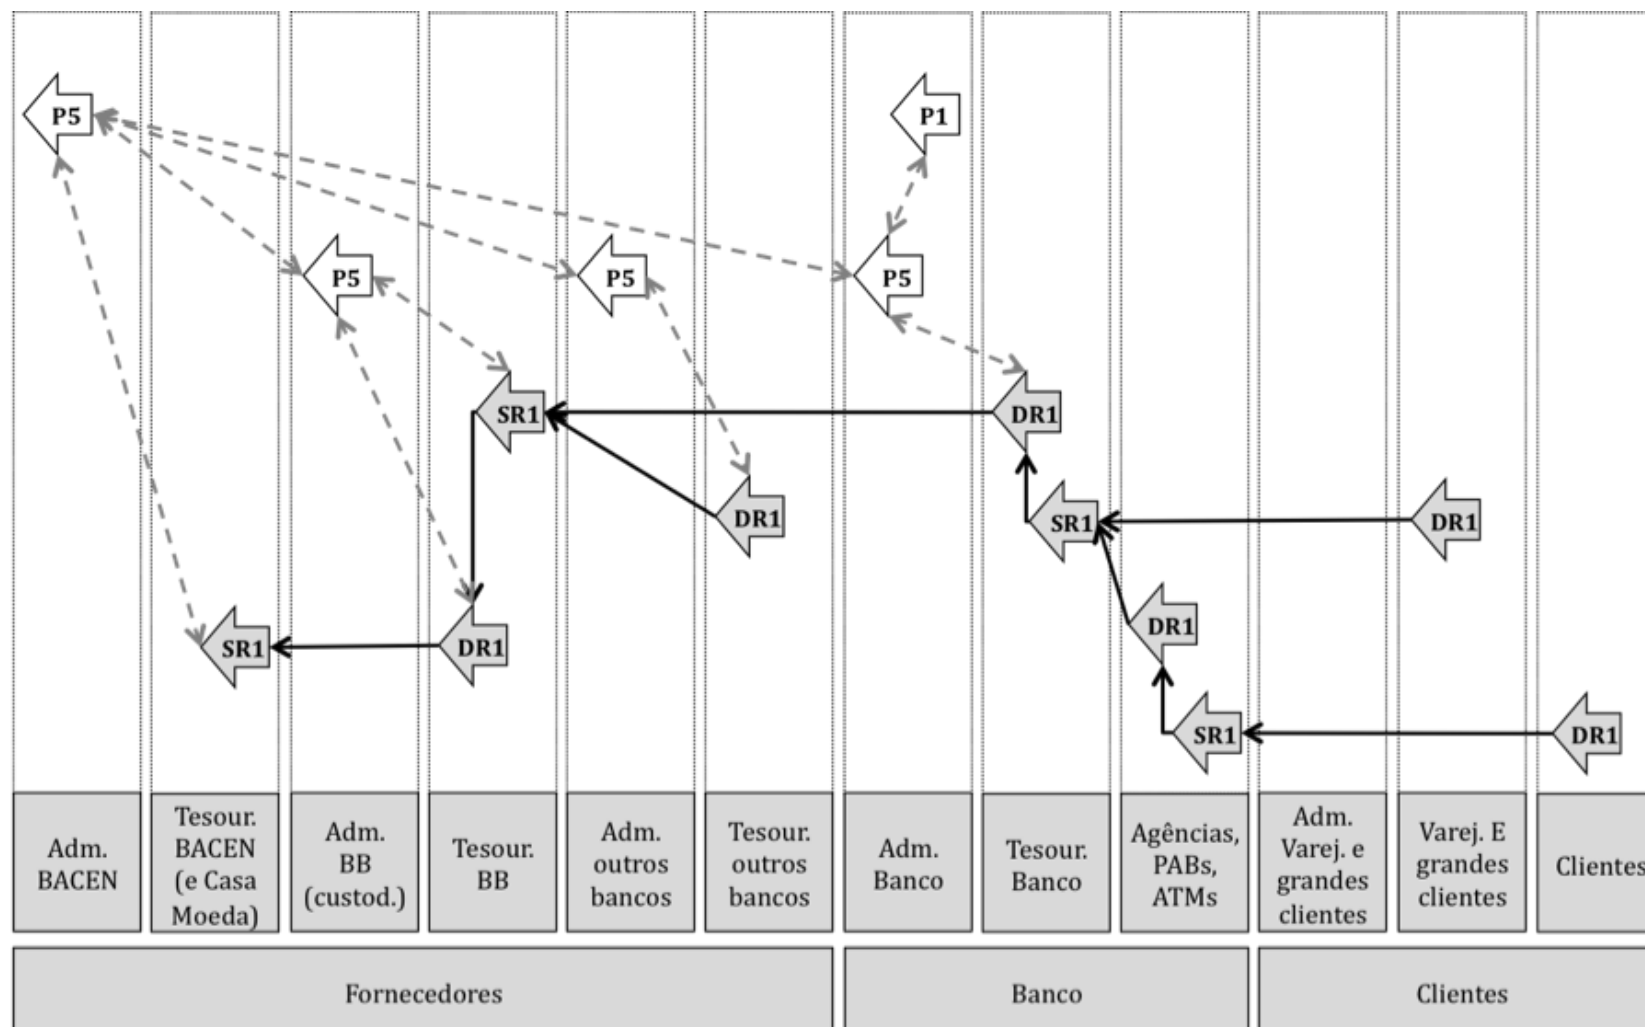 P5
P1
P5
P5
P5
SR1
DR1
DR1
SR1
DR1
DR1
SR1
DR1
SR1
DR1
Adm.
BACEN
Tesour.
BACEN
(e Casa
Moeda)
Adm.
BB
(custod.)
Tesour.
BB
Adm.
outros
bancos
Tesour.
outros
bancos
Adm.
Banco
Tesour.
Banco
Agências,
PABs,
ATMs
Adm.
Varej. e
grandes
clientes
Varej. E
grandes
clientes
Clientes
Fornecedores
Banco
Clientes